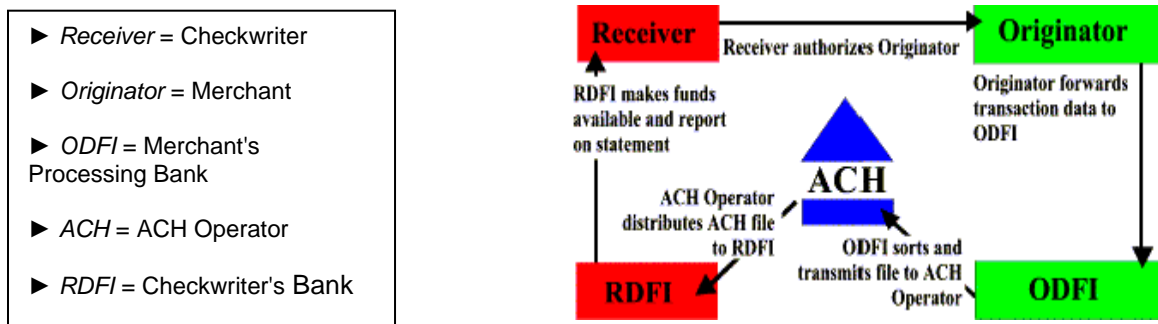 ► Receiver = Checkwriter
► Originator = Merchant
► ODFI = Merchant's
Processing Bank
► ACH = ACH Operator
► RDFI = Checkwriter's Bank
Receiver
Receiver authorizes Originator
Originator
Originator forwards
transaction data to
ODFI
RDFI makes funds
available and report
on statement
ACH
ACH Operator
distributes ACH file
to RDFI
ODFI sorts and
transmits file to ACH
Operator
RDFI
ODFI